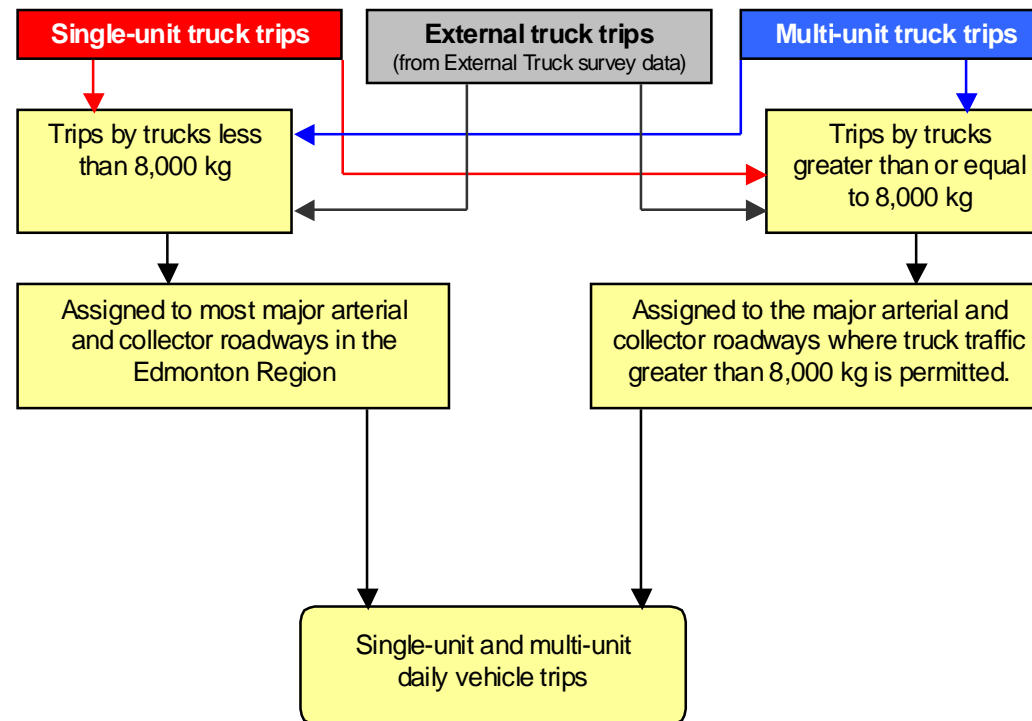 Single-unit truck trips
External truck trips
(from External Truck survey data)
Multi-unit truck trips
Trips by trucks less
than 8,000 kg
Trips by trucks
greater than or equal
to 8,000 kg
Assigned to most major arterial
and collector roadways in the
Edmonton Region
Assigned to the major arterial and
collector roadways where truck traffic
greater than 8,000 kg is permitted.
Single-unit and multi-unit
daily vehicle trips